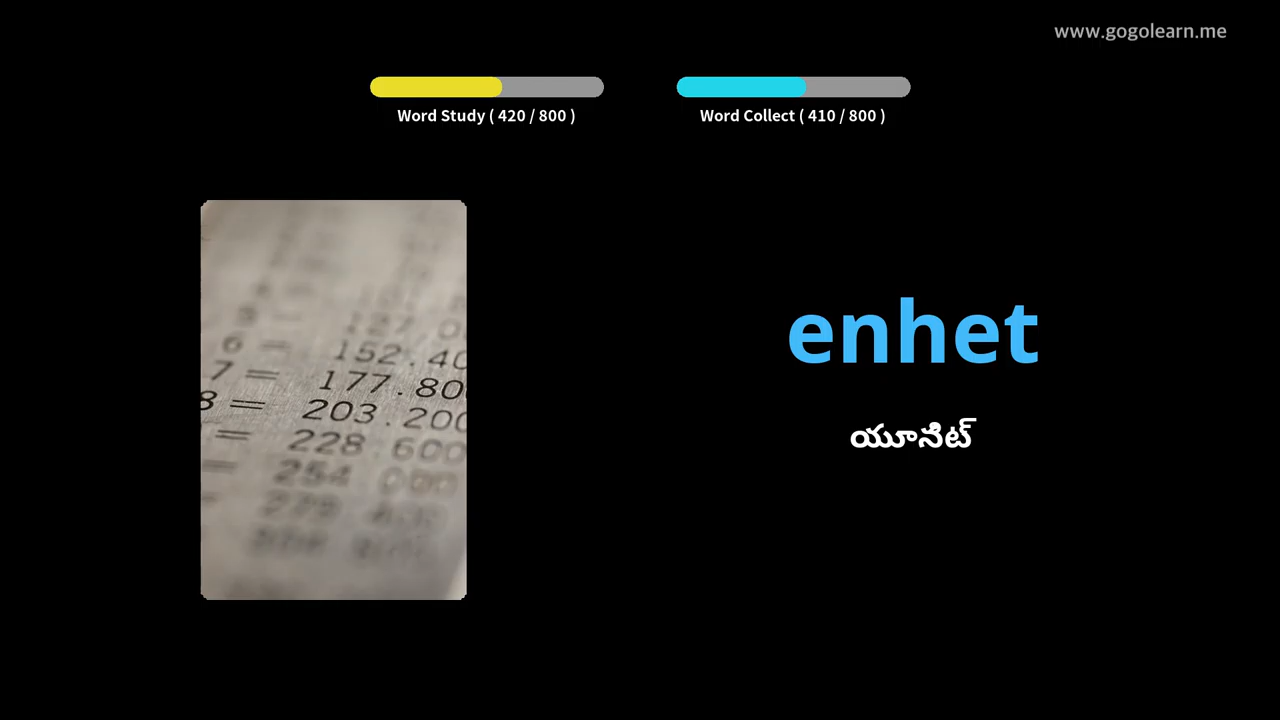 www.gogolearn.me
Word Study ( 420 / 800 )
Word Collect ( 410 / 800 )
enhet
యూనిట్
6 = 152.40
7 = 177.80
8 = 203.200
= 228.600
254